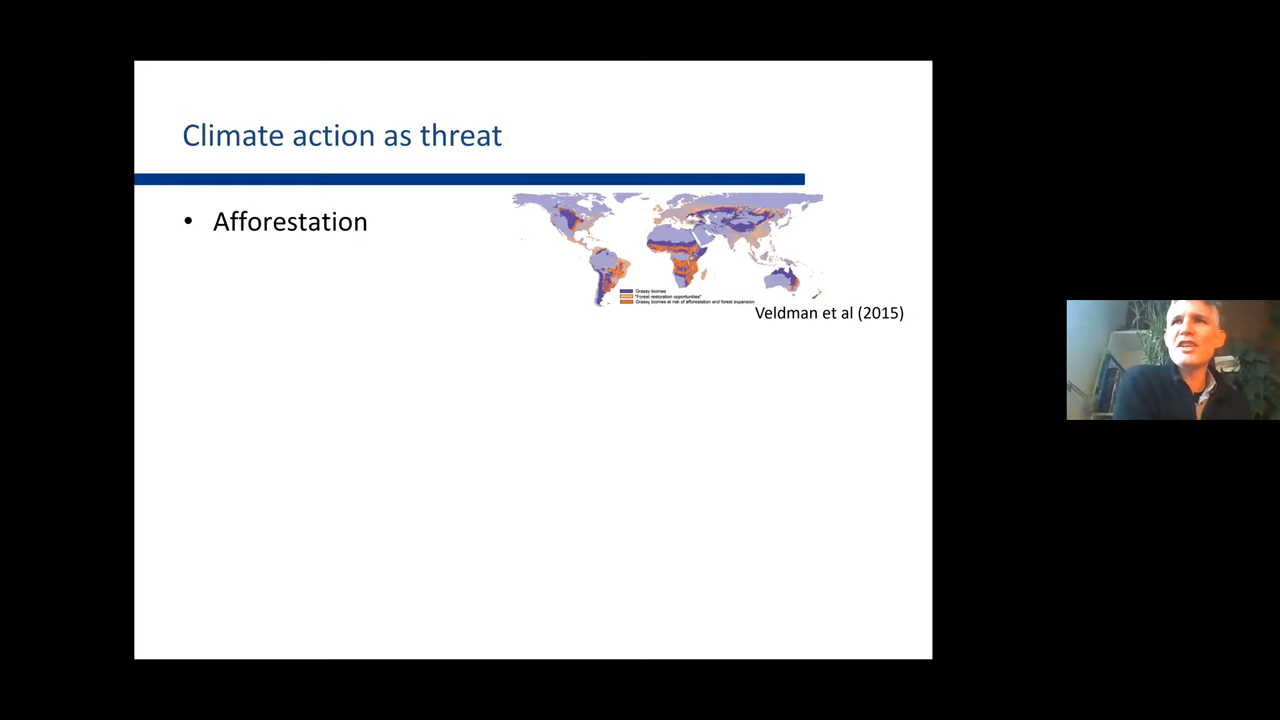 Climate action as threat
• Afforestation
Grassy biomes
"Forest restoration opportunities"
Grassy biomes at risk of afforestation and forest expansion
Veldman et al (2015)